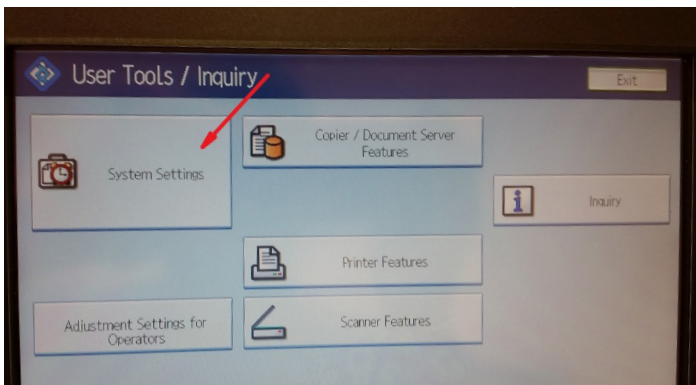 User Tools / Inquiry
Exit
System Settings
Copier / Document Server
Features
Inquiry
Printer Features
Adjustment Settings for
Operators
Scanner Features